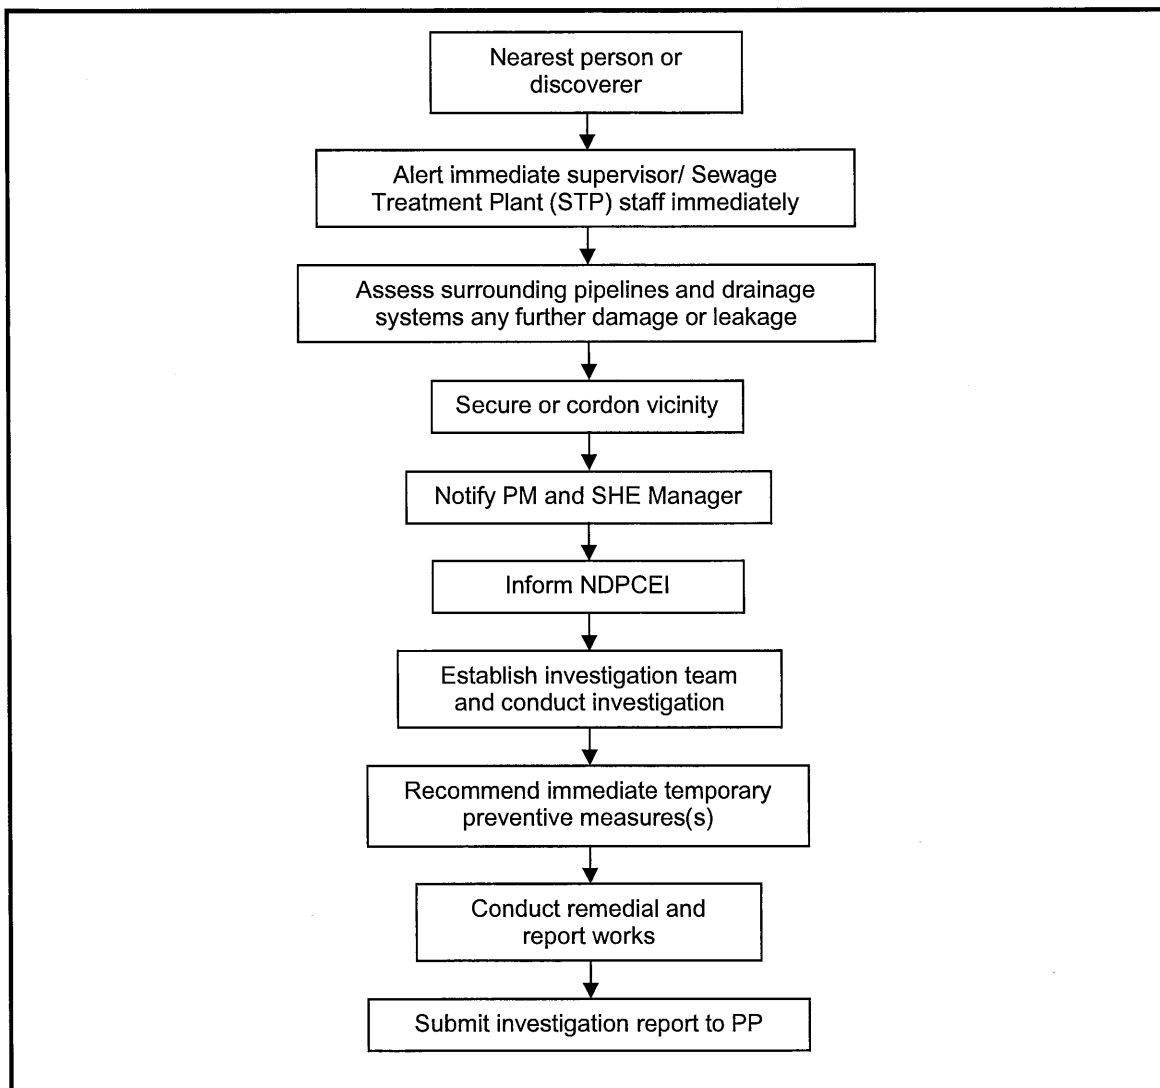 Nearest person or
discoverer
Alert immediate supervisor/ Sewage
Treatment Plant (STP) staff immediately
Assess surrounding pipelines and drainage
systems any further damage or leakage
Secure or cordon vicinity
Notify PM and SHE Manager
Inform NDPCEI
Establish investigation team
and conduct investigation
Recommend immediate temporary
preventive measures(s)
Conduct remedial and
report works
Submit investigation report to PP